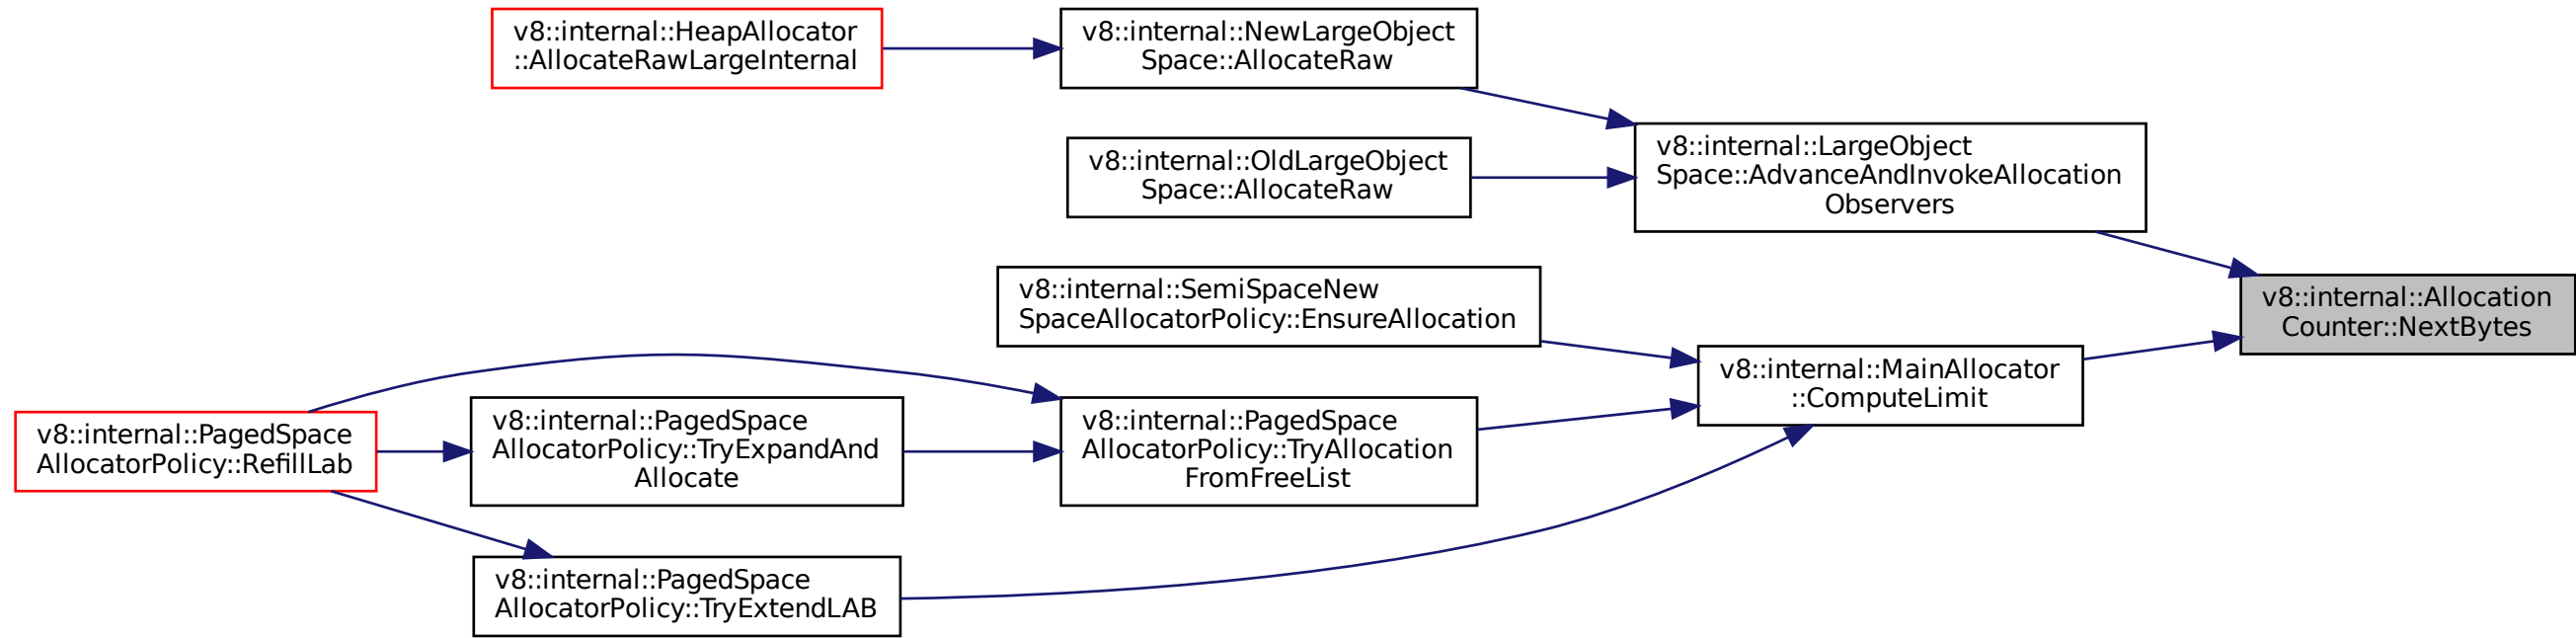 v8::internal::HeapAllocator
::AllocateRawLargeInternal
v8::internal::NewLargeObject
Space::AllocateRaw
v8::internal::OldLargeObject
Space::AllocateRaw
v8::internal::LargeObject
Space::AdvanceAndInvokeAllocation
Observers
v8::internal::SemiSpaceNew
SpaceAllocatorPolicy::EnsureAllocation
v8::internal::Allocation
Counter::NextBytes
v8::internal::MainAllocator
::ComputeLimit
v8::internal::PagedSpace
AllocatorPolicy::RefillLab
v8::internal::PagedSpace
AllocatorPolicy::TryExpandAnd
Allocate
v8::internal::PagedSpace
AllocatorPolicy::TryAllocation
FromFreeList
v8::internal::PagedSpace
AllocatorPolicy::TryExtendLAB